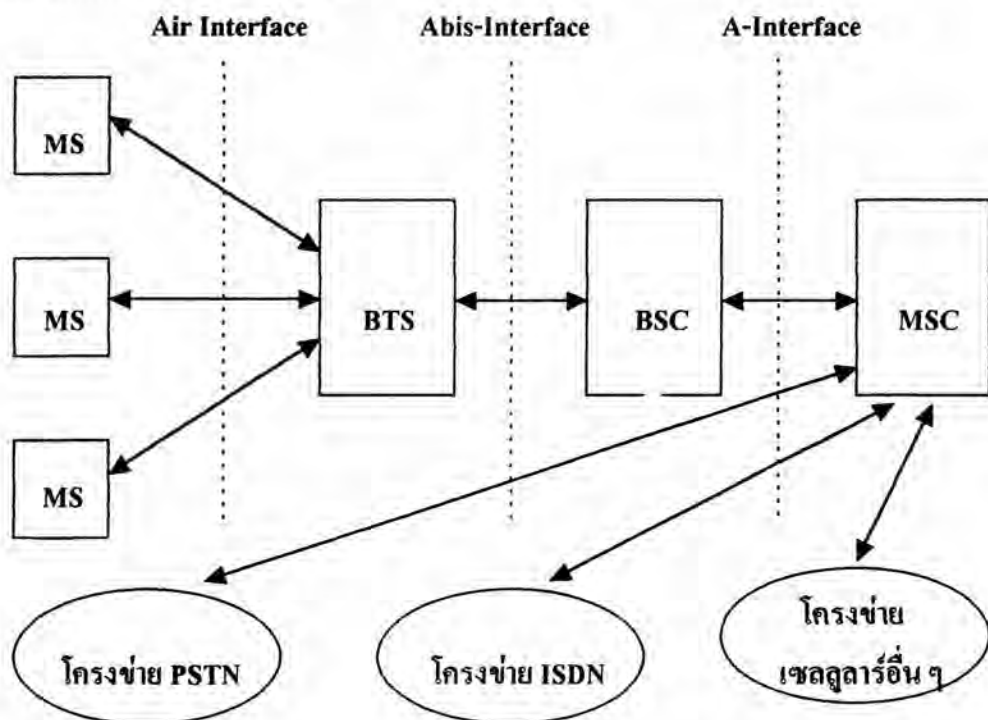 Air Interface Abis-Interface A-Interface
MS
MS BTS BSC MSC
MS
โครงข่าย
โครงข่าย PSTN โครงข่าย ISDN เซลลูลาร์อื่น ๆ